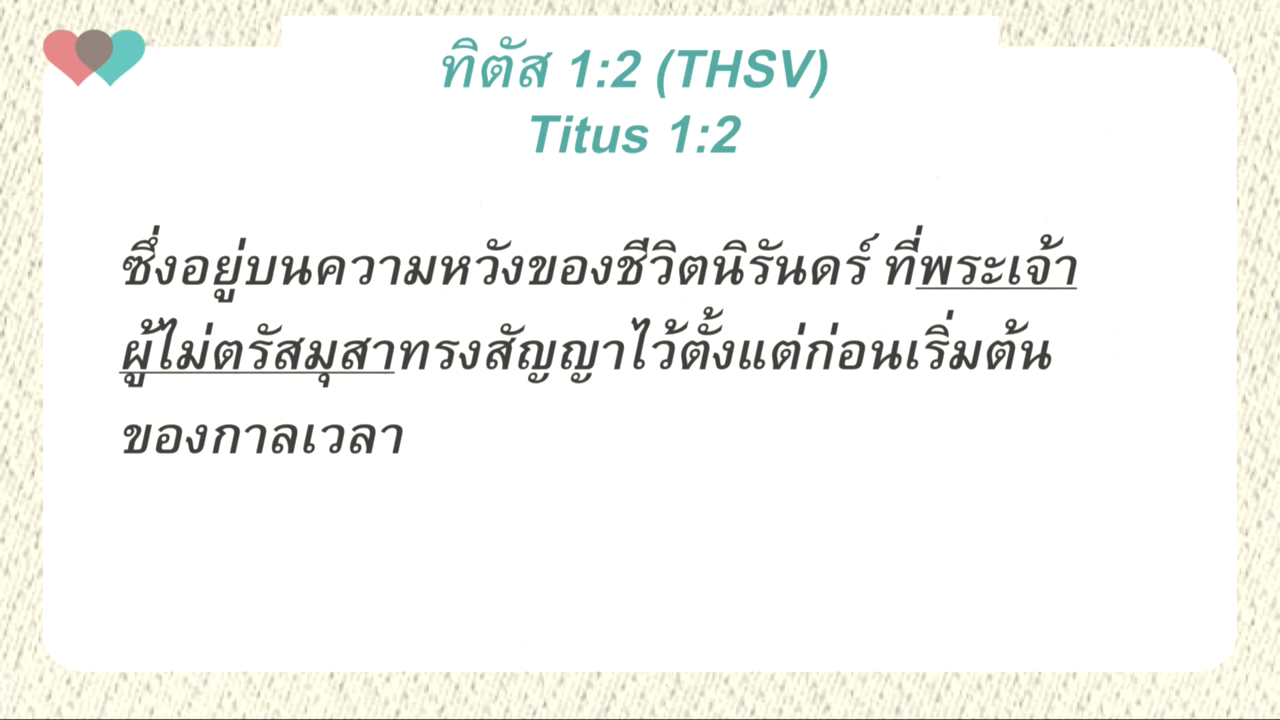 ทิตัส 1:2 (THSV)
Titus 1:2
ซึ่งอยู่บนความหวังของชีวิตนิรันดร์ ที่พระเจ้า
ผู้ไม่ตรัสมุสาทรงสัญญาไว้ตั้งแต่ก่อนเริ่มต้น
ของกาลเวลา